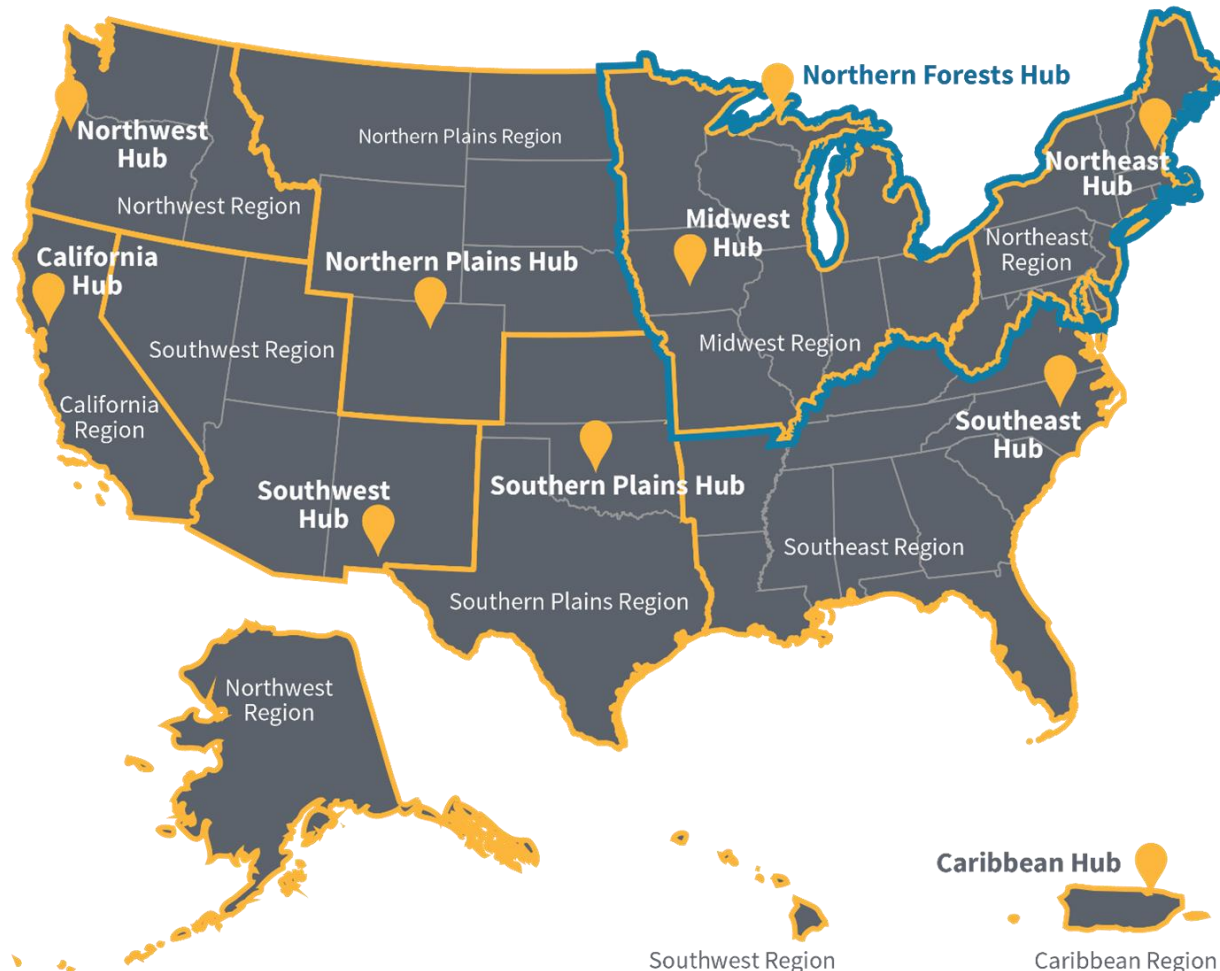 Northern Forests Hub
Northwest
Hub
Northern Plains Region
Northeast
Hub
Northwest Region
Midwest
Hub
Northeast
Region
California
Hub
Northern Plains Hub
Southwest Region
Midwest Region
California
Region
Southeast
Hub
Southwest
Hub
Southern Plains Hub
Southeast Region
Southern Plains Region
Northwest
Region
Caribbean Hub
Southwest Region
Caribbean Region